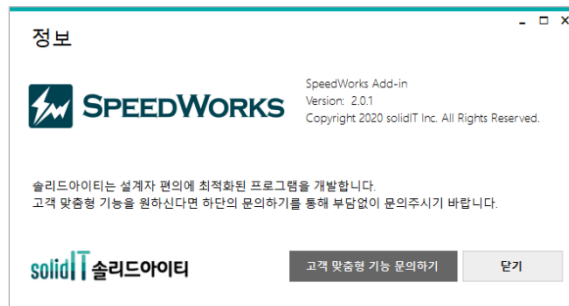 정보
SPEEDWORKS
SpeedWorks Add-in
Version: 2.0.1
Copyright 2020 solidIT Inc. All Rights Reserved.
솔리드아이티는 설계자 편의에 최적화된 프로그램을 개발합니다.
고객 맞춤형 기능을 원하신다면 하단의 문의하기를 통해 부담없이 문의주시기 바랍니다.
solidIT 솔리드아이티
고객 맞춤형 기능 문의하기
닫기